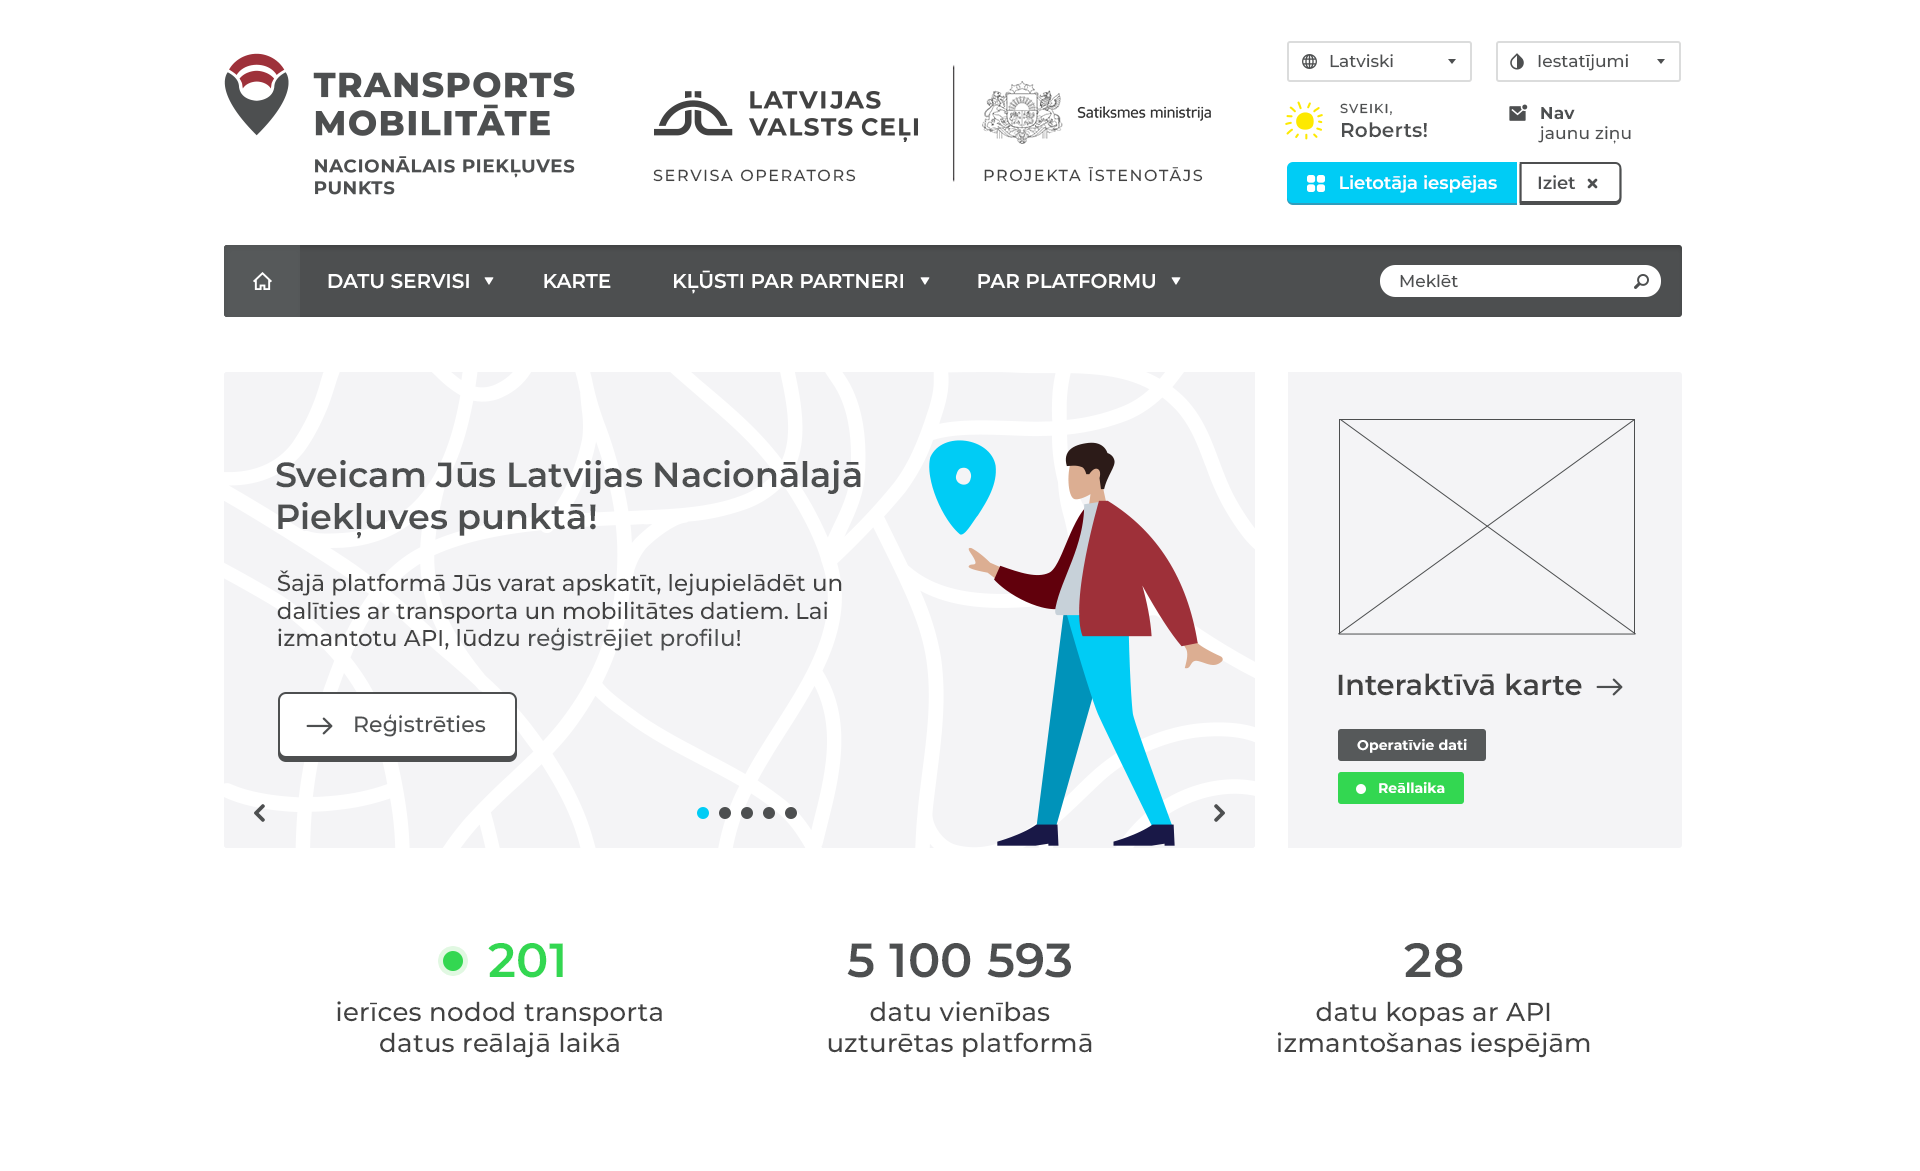 TRANSPORTS
MOBILITĀTE
NACIONĀLAIS PIEKĻUVES
PUNKTS
LATVIJAS
VALSTS CEĻI
SERVISA OPERATORS
Satiksmes ministrija
PROJEKTA ĪSTENOTĀJS
Latviski
Iestatījumi
SVEIKI,
Roberts!
Nav
jaunu ziņu
Lietotāja iespējas
Iziet
DATU SERVISI
KARTE
KĻŪSTI PAR PARTNERI
PAR PLATFORMU
Meklēt
Sveicam Jūs Latvijas Nacionālajā
Piekļuves punktā!
Šajā platformā Jūs varat apskatīt, lejupielādēt un
dalīties ar transporta un mobilitātes datiem. Lai
izmantotu API, lūdzu reģistrējiet profilu!
Reģistrēties
Interaktīvā karte
Operatīvie dati
Reāllaika
201
ierīces nodod transporta
datus reālajā laikā
5 100 593
datu vienības
uzturētas platformā
28
datu kopas ar API
izmantošanas iespējām